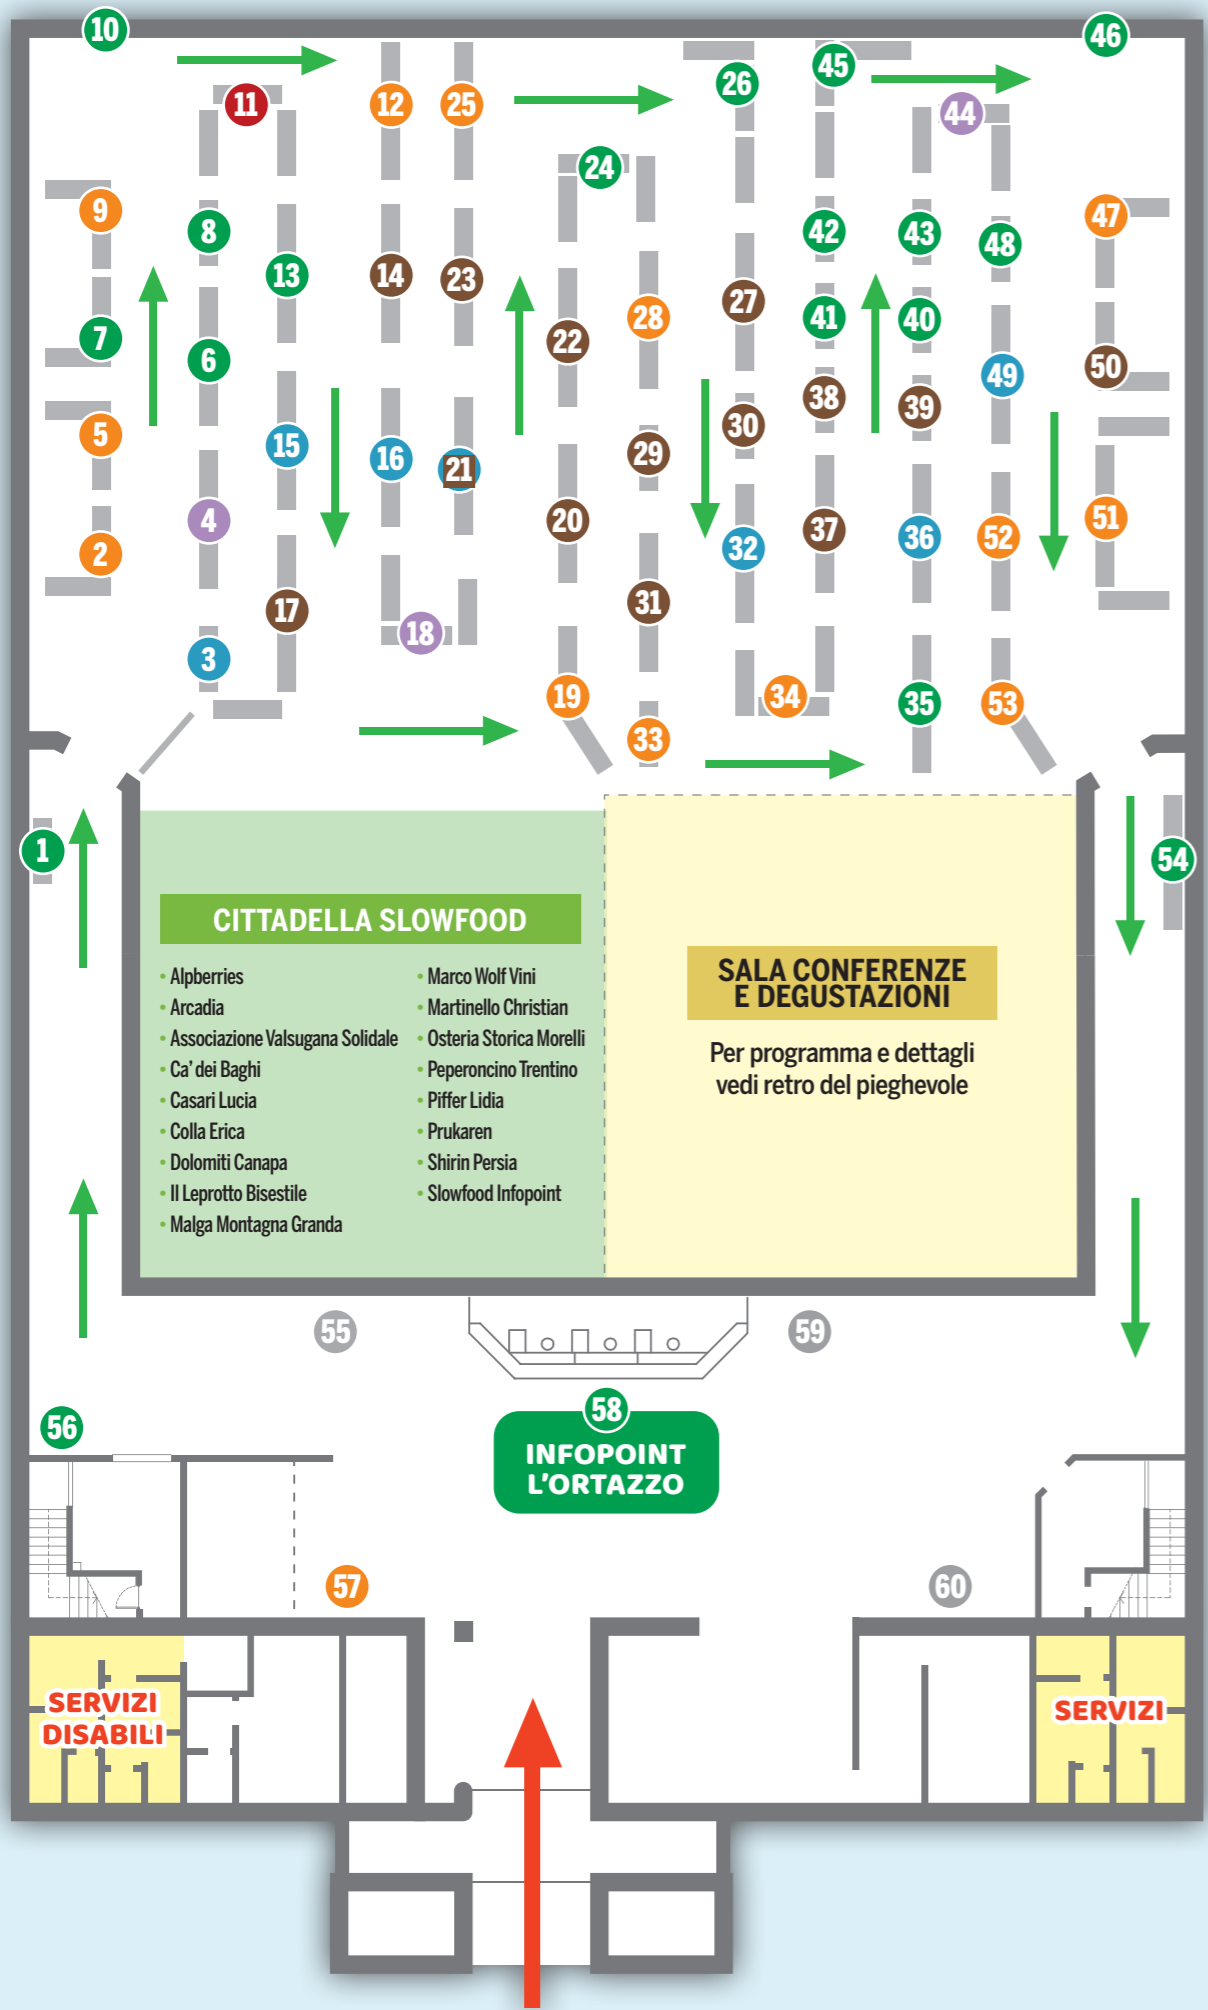 10
46
45
26
11
12
25
44
24
9
8
47
42
43
48
13
14
23
27
28
41
40
7
6
22
50
49
38
39
5
30
15
16
21
29
4
20
51
37
36
52
2
32
31
17
18
3
19
34
35
53
33
1
54
CITTADELLA SLOWFOOD
• Alpberries
• Arcadia
• Associazione Valsugana Solidale
• Ca' dei Baghi
• Casari Lucia
• Colla Erica
• Dolomiti Canapa
• Il Leprotto Bisestile
• Malga Montagna Granda
• Marco Wolf Vini
• Martinello Christian
• Osteria Storica Morelli
• Peperoncino Trentino
• Piffer Lidia
• Prukaren
• Shirin Persia
• Slowfood Infopoint
SALA CONFERENZE
E DEGUSTAZIONI
Per programma e dettagli
vedi retro del pieghevole
55
59
56
58
INFOPOINT
L'ORTAZZO
57
60
SERVIZI
DISABILI
SERVIZI